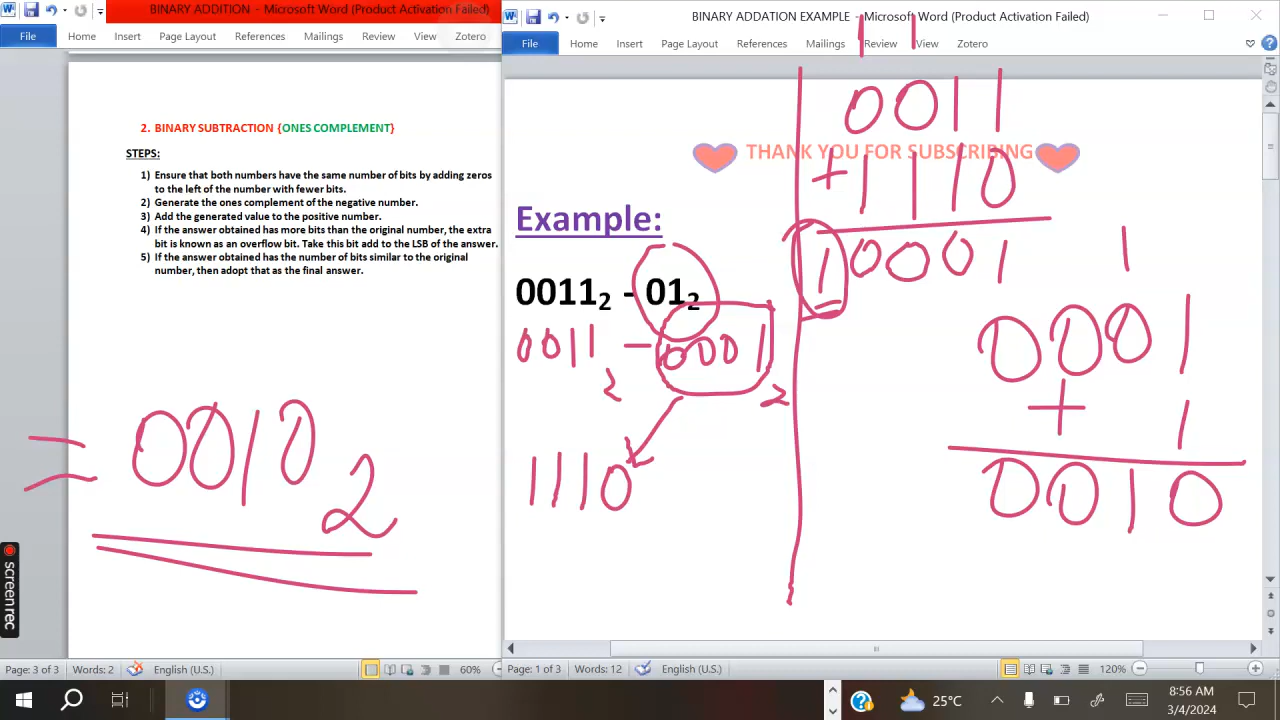 BINARY ADDITION - Microsoft Word (Product Activation Failed)
File Home Insert Page Layout References Mailings Review View Zotero
2. BINARY SUBTRACTION {ONES COMPLEMENT}
STEPS:
1) Ensure that both numbers have the same number of bits by adding zeros
to the left of the number with fewer bits.
2) Generate the ones complement of the negative number.
3) Add the generated value to the positive number.
4) If the answer obtained has more bits than the original number, the extra
bit is known as an overflow bit. Take this bit add to the LSB of the answer.
5) If the answer obtained has the number of bits similar to the original
number, then adopt that as the final answer.
= 0010₂
screen rec
Page: 3 of 3 Words: 2 English (U.S.) 60%
BINARY ADDATION EXAMPLE - Microsoft Word (Product Activation Failed)
File Home Insert Page Layout References Mailings Review View Zotero
THANK YOU FOR SUBSCRIBING
Example:
0011₂ - 01₂
0011₂ - 0001₂
1110
1 1
0011
+ 1110
10001
1
0001
+ 1
0010
Page: 1 of 3 Words: 12 English (U.S.) 120%
25°C
8:56 AM
3/4/2024